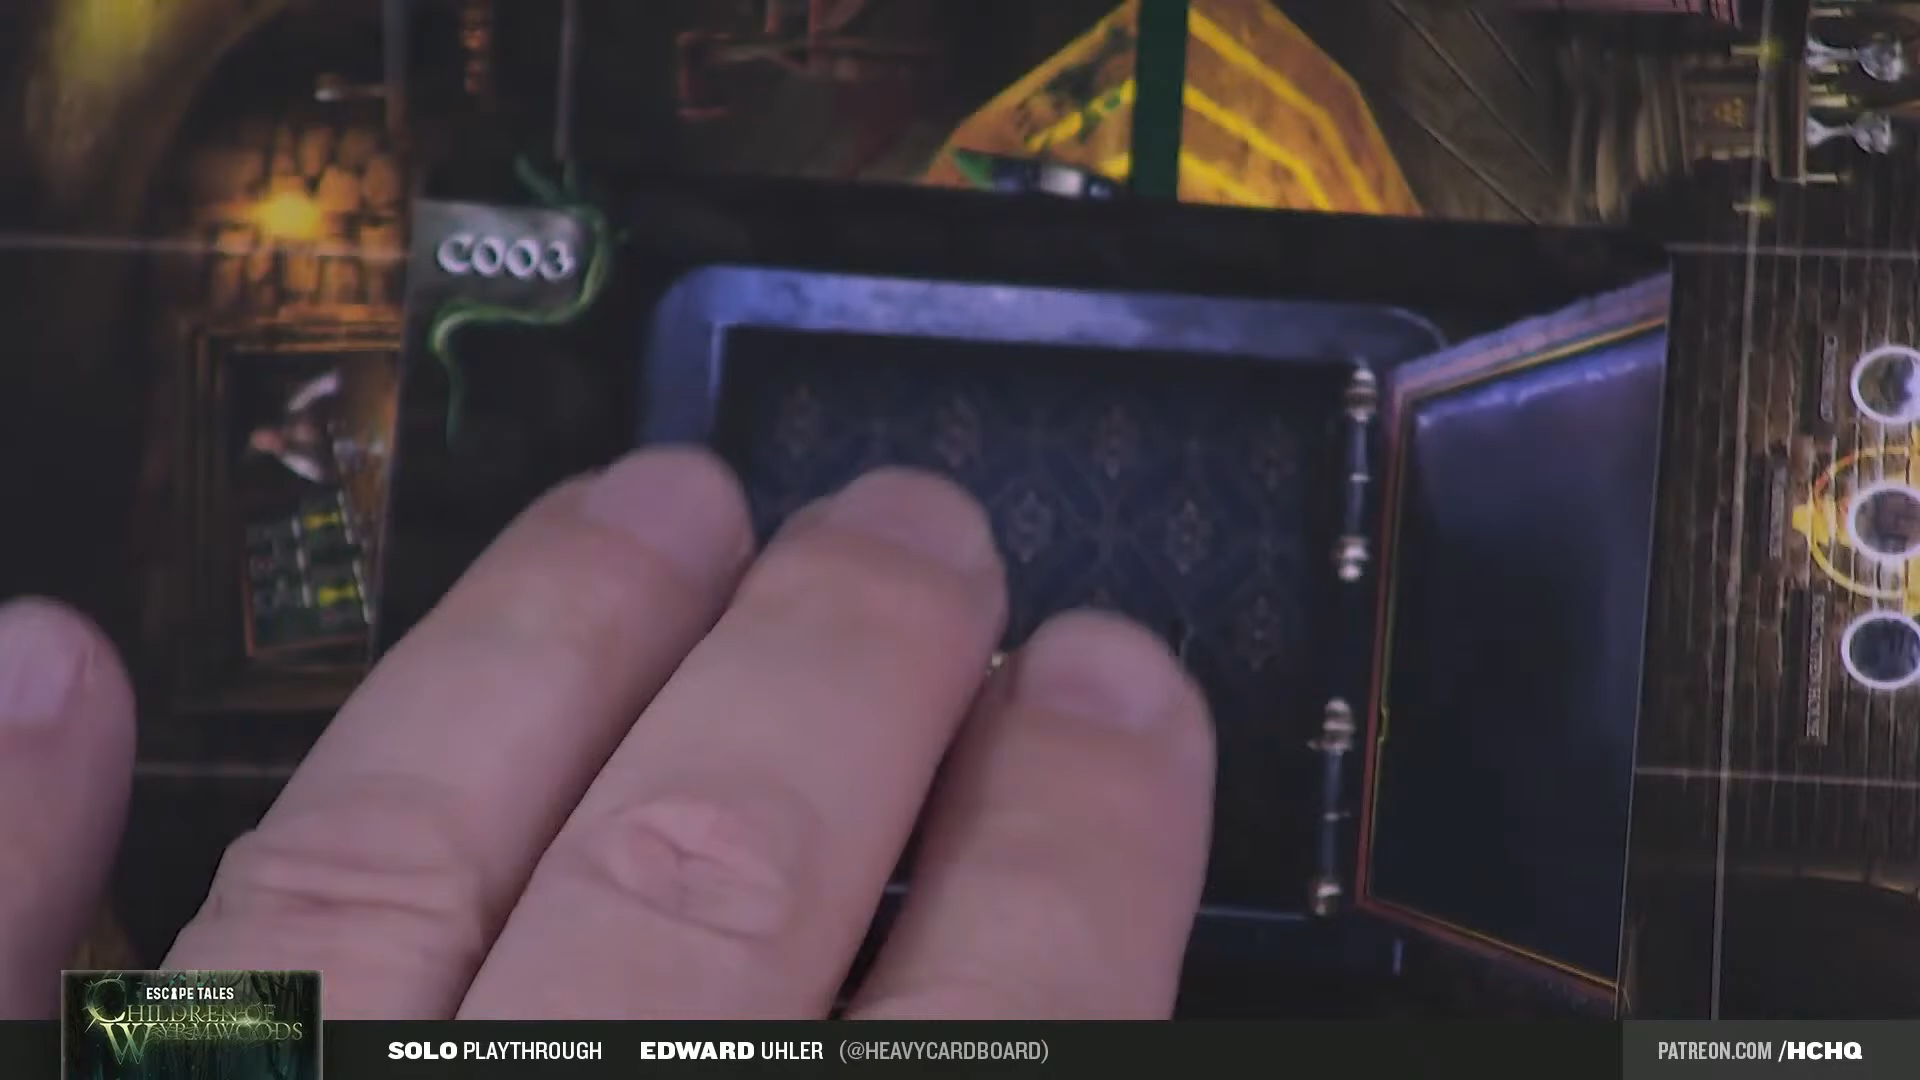 C003
ESCAPE TALES
CHILDREN OF
WYRMWOODS
SOLO PLAYTHROUGH EDWARD UHLER (@HEAVYCARDBOARD) PATREON.COM /HCHQ